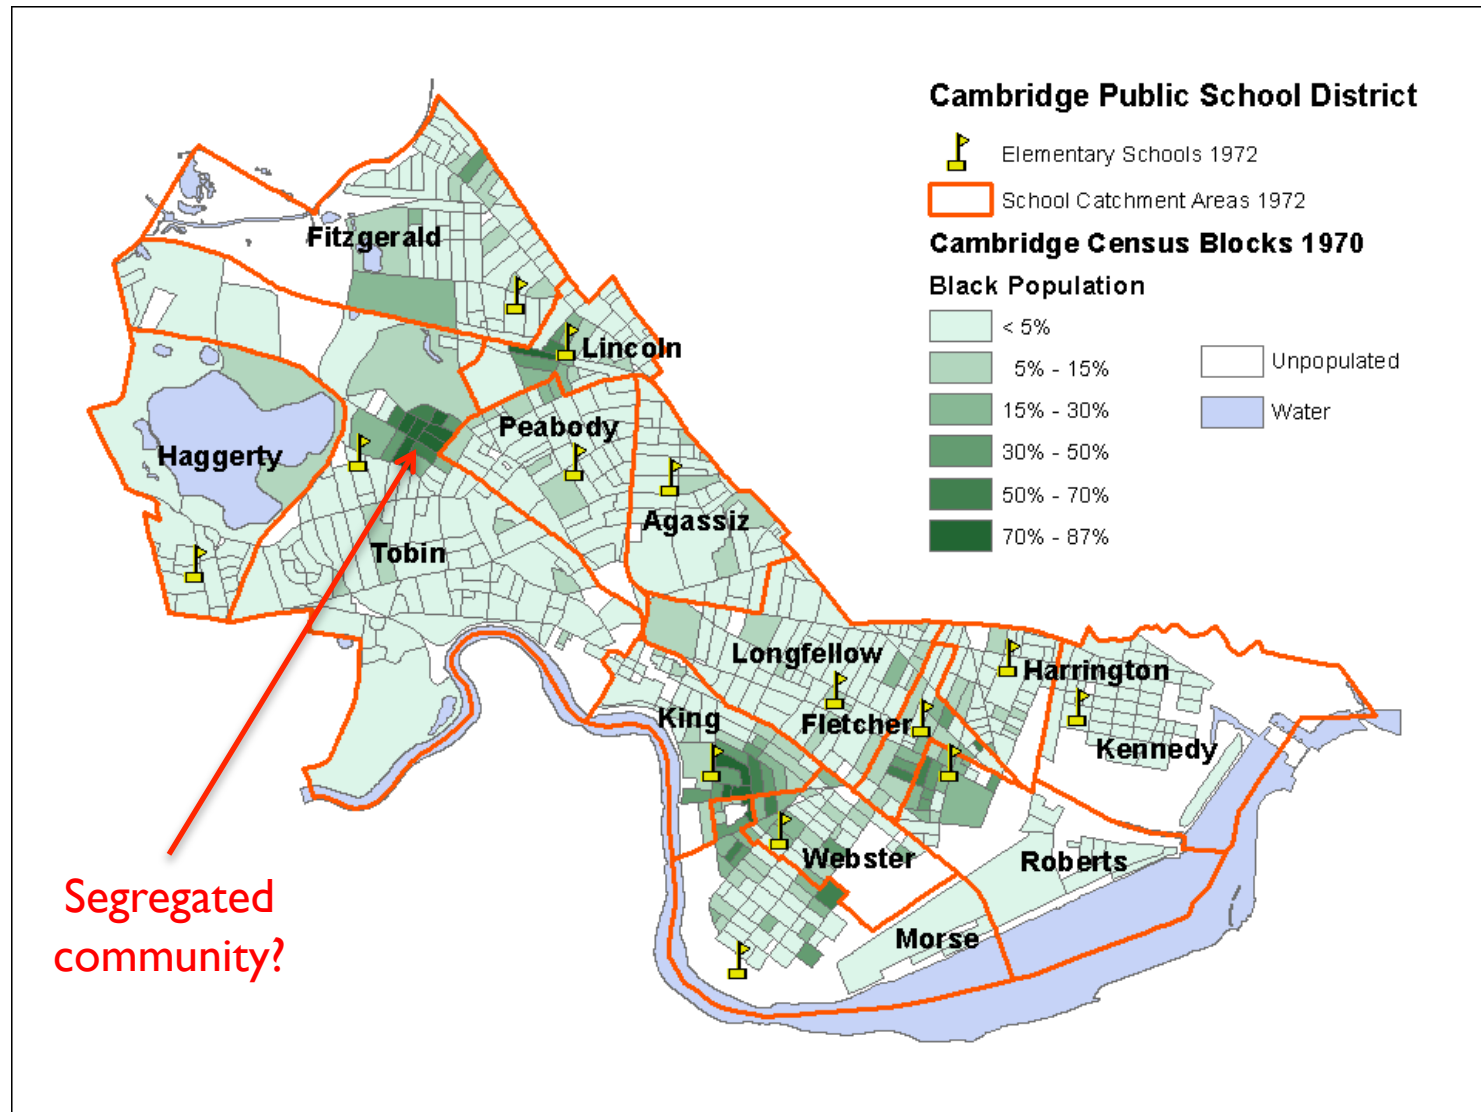 Cambridge Public School District
Elementary Schools 1972
School Catchment Areas 1972
Cambridge Census Blocks 1970
Black Population
< 5%
5% - 15%
15% - 30%
30% - 50%
50% - 70%
70% - 87%
Unpopulated
Water
Fitzgerald
Lincoln
Peabody
Haggerty
Agassiz
Tobin
Longfellow
Harrington
King
Fletcher
Kennedy
Webster
Roberts
Morse
Segregated
community?